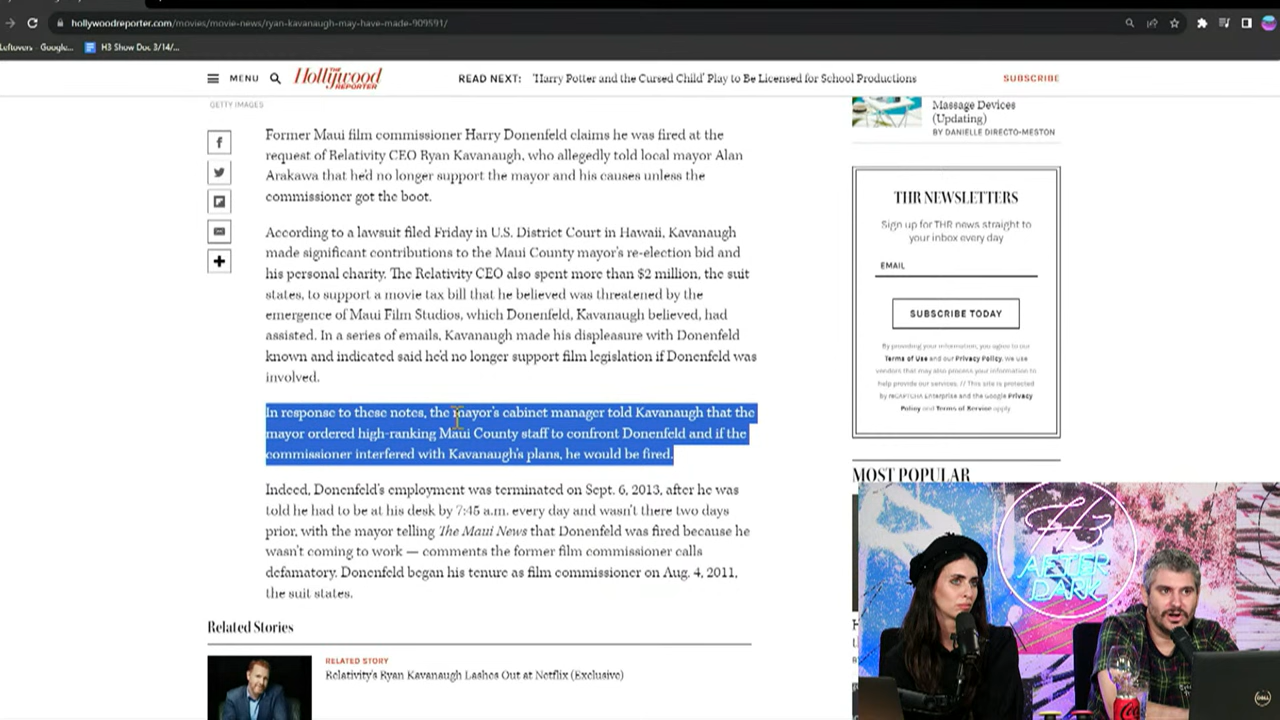 hollywoodreporter.com/movies/movie-news/ryan-kavanaugh-may-have-made-909591/
Leftovers - Google...
H3 Show Doc 3/14/...
MENU
THE Hollywood REPORTER
READ NEXT: 'Harry Potter and the Cursed Child' Play to Be Licensed for School Productions
SUBSCRIBE
GETTY IMAGES
Former Maui film commissioner Harry Donenfeld claims he was fired at the
request of Relativity CEO Ryan Kavanaugh, who allegedly told local mayor Alan
Arakawa that he'd no longer support the mayor and his causes unless the
commissioner got the boot.
According to a lawsuit filed Friday in U.S. District Court in Hawaii, Kavanaugh
made significant contributions to the Maui County mayor's re-election bid and
his personal charity. The Relativity CEO also spent more than $2 million, the suit
states, to support a movie tax bill that he believed was threatened by the
emergence of Maui Film Studios, which Donenfeld, Kavanaugh believed, had
assisted. In a series of emails, Kavanaugh made his displeasure with Donenfeld
known and indicated said he'd no longer support film legislation if Donenfeld was
involved.
In response to these notes, the mayor's cabinet manager told Kavanaugh that the
mayor ordered high-ranking Maui County staff to confront Donenfeld and if the
commissioner interfered with Kavanaugh's plans, he would be fired.
Indeed, Donenfeld's employment was terminated on Sept. 6, 2013, after he was
told he had to be at his desk by 7:45 a.m. every day and wasn't there two days
prior, with the mayor telling The Maui News that Donenfeld was fired because he
wasn't coming to work — comments the former film commissioner calls
defamatory. Donenfeld began his tenure as film commissioner on Aug. 4, 2011,
the suit states.
Related Stories
RELATED STORY
Relativity's Ryan Kavanaugh Lashes Out at Netflix (Exclusive)
Massage Devices
(Updating)
BY DANIELLE DIRECTO-MESTON
THR NEWSLETTERS
Sign up for THR news straight to
your inbox every day
EMAIL
SUBSCRIBE TODAY
By providing your information, you agree to our
Terms of Use and our Privacy Policy. We use
vendors that may also process your information to
help provide our services. // This site is protected
by reCAPTCHA Enterprise and the Google Privacy
Policy and Terms of Service apply.
MOST POPULAR
H3
AFTER
DARK
DELL